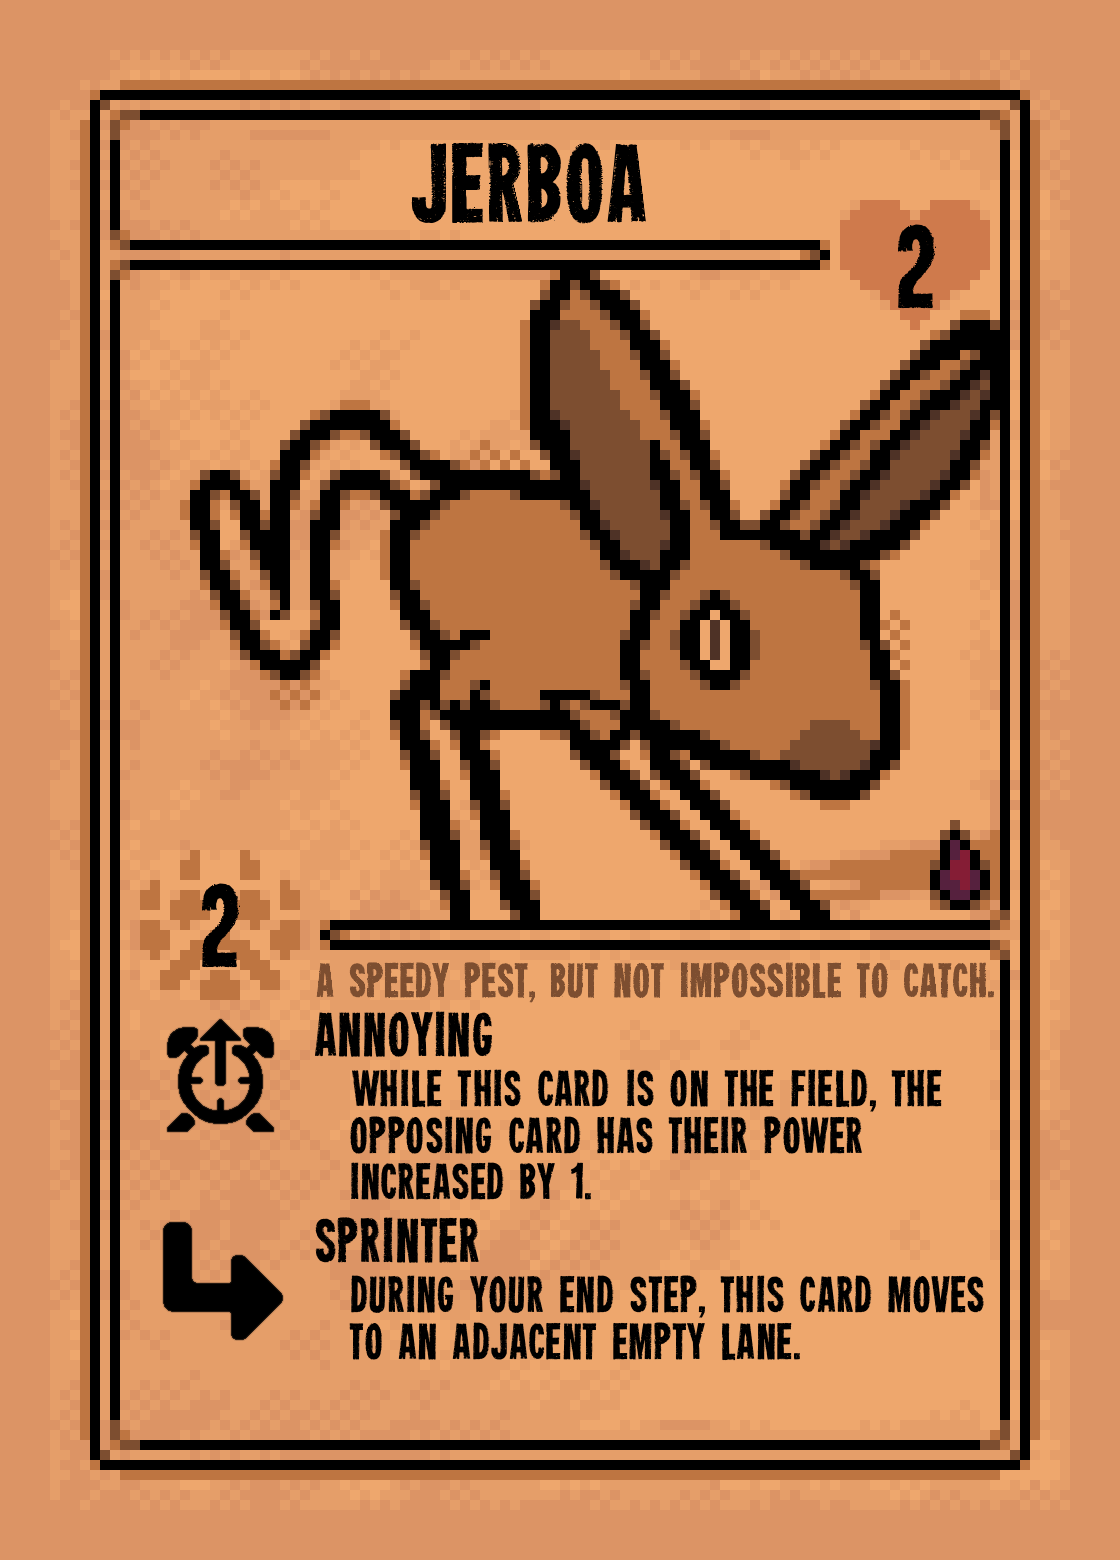 JERBOA
2
2
A SPEEDY PEST, BUT NOT IMPOSSIBLE TO CATCH.
ANNOYING
WHILE THIS CARD IS ON THE FIELD, THE
OPPOSING CARD HAS THEIR POWER
INCREASED BY 1.
SPRINTER
DURING YOUR END STEP, THIS CARD MOVES
TO AN ADJACENT EMPTY LANE.